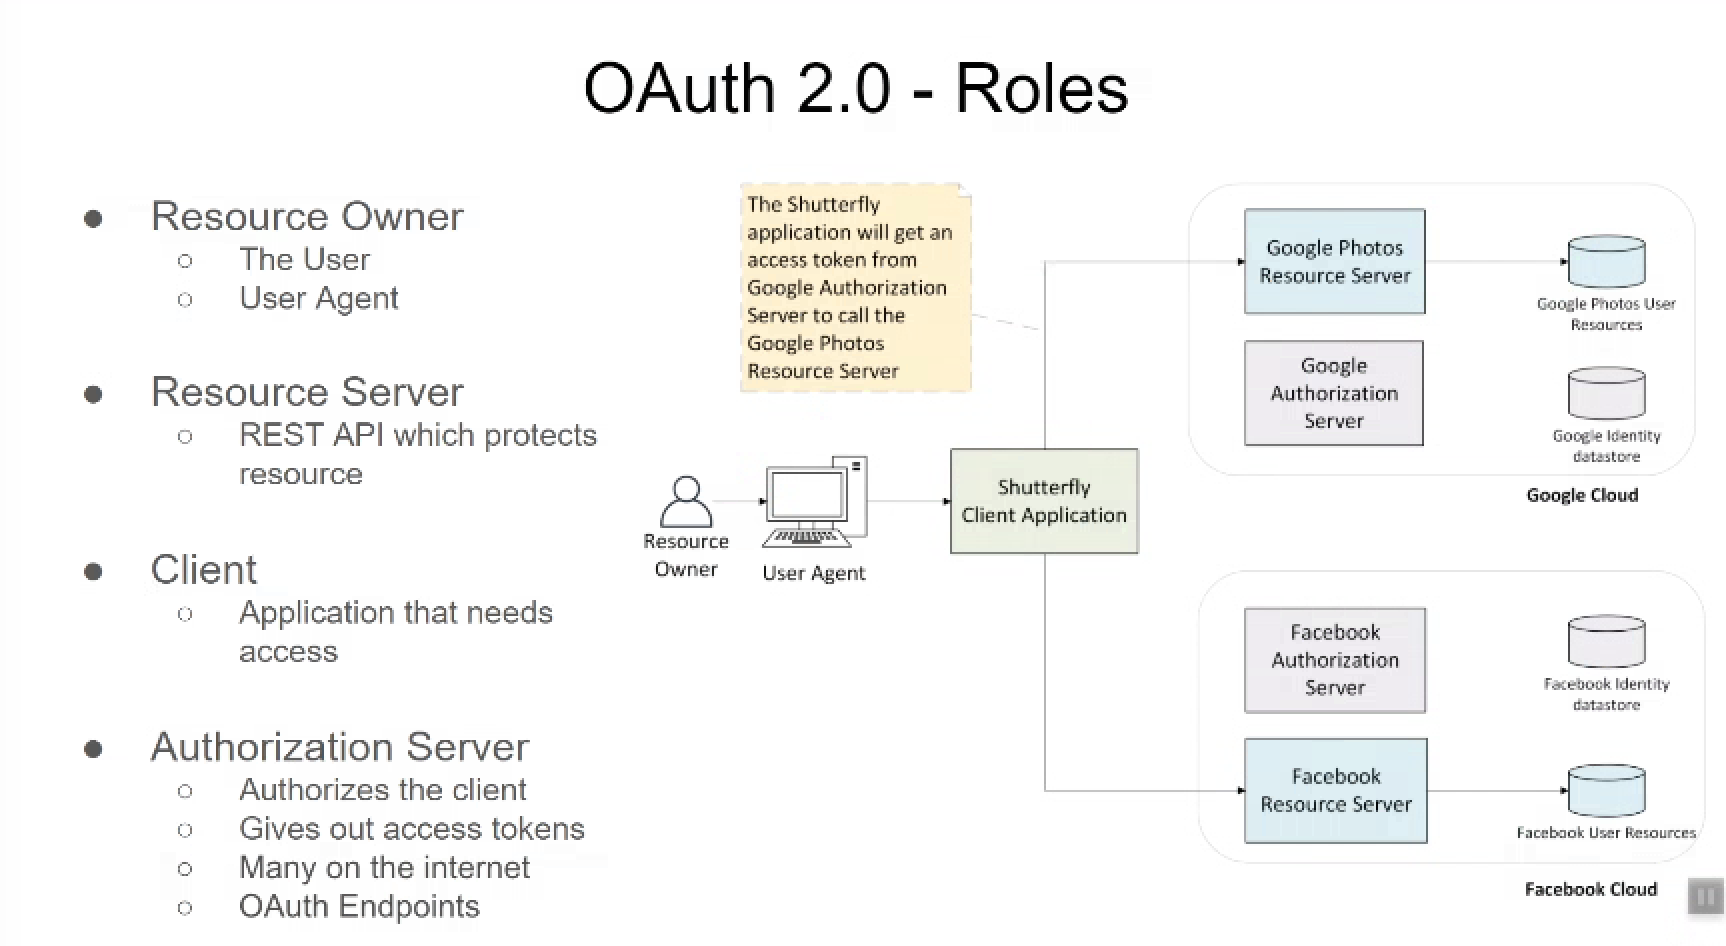 OAuth 2.0 - Roles
● Resource Owner
○ The User
○ User Agent
● Resource Server
○ REST API which protects
resource
● Client
○ Application that needs
access
● Authorization Server
○ Authorizes the client
○ Gives out access tokens
○ Many on the internet
○ OAuth Endpoints
The Shutterfly
application will get an
access token from
Google Authorization
Server to call the
Google Photos
Resource Server
Resource
Owner
User Agent
Shutterfly
Client Application
Google Photos
Resource Server
Google Photos User
Resources
Google
Authorization
Server
Google Identity
datastore
Google Cloud
Facebook
Authorization
Server
Facebook Identity
datastore
Facebook
Resource Server
Facebook User Resources
Facebook Cloud